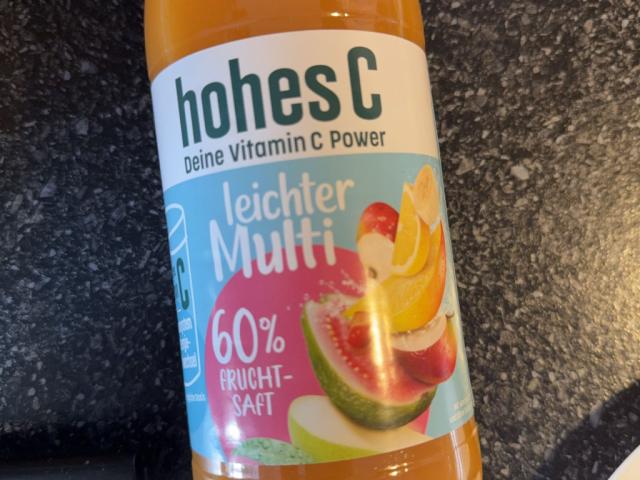 hohes C
Deine Vitamin C Power
leichter
Multi
60%
FRUCHT-
SAFT
C